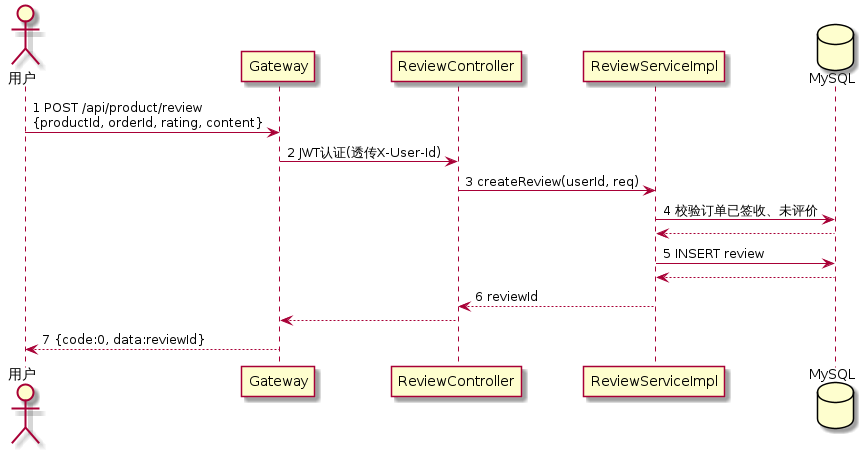 用户
Gateway
ReviewController
ReviewServiceImpl
MySQL
1 POST /api/product/review
{productId, orderId, rating, content}
2 JWT认证(透传X-User-Id)
3 createReview(userId, req)
4 校验订单已签收、未评价
5 INSERT review
6 reviewId
7 {code:0, data:reviewId}
用户
Gateway
ReviewController
ReviewServiceImpl
MySQL